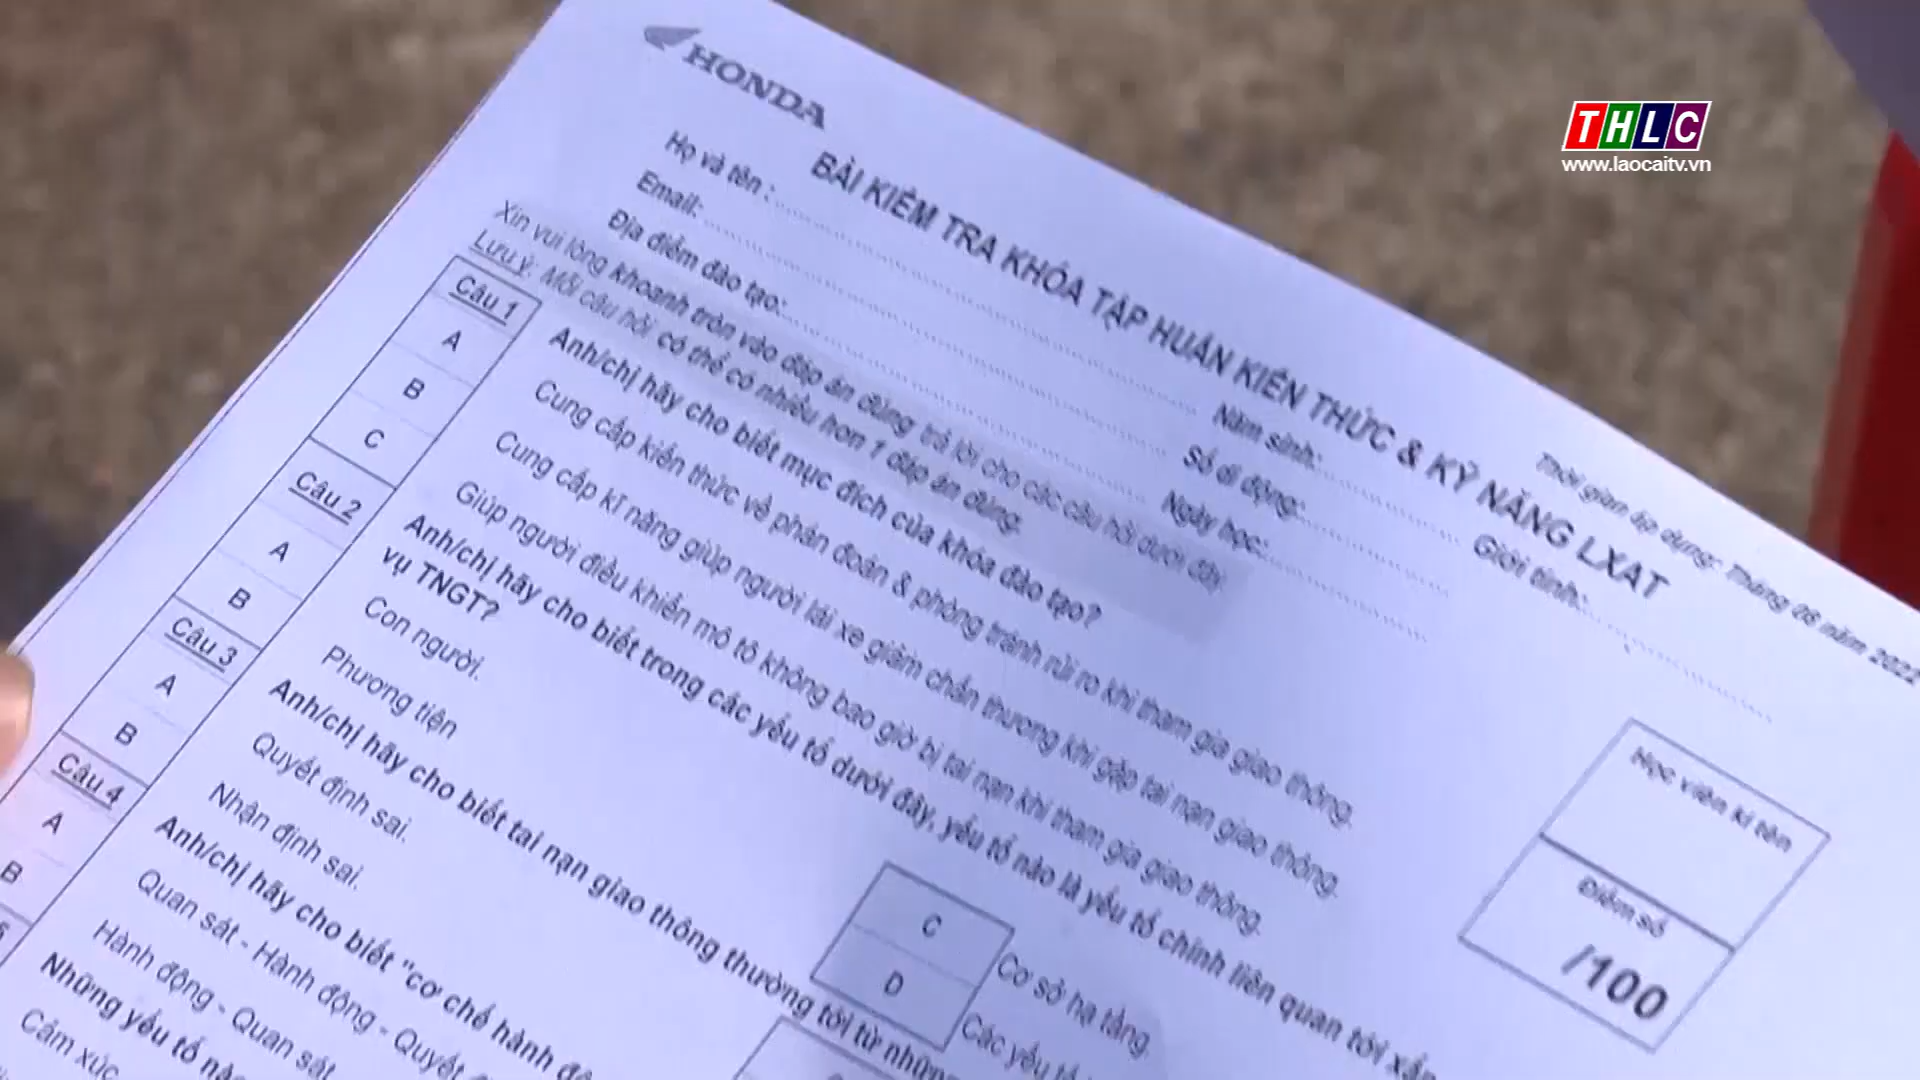 HONDA
THLC
www.laocaitv.vn
Thời gian áp dụng: Tháng 06 năm
BÀI KIỂM TRA KHÓA TẬP HUẤN KIẾN THỨC & KỸ NĂNG LXAT
Họ và tên : Năm sinh: Giới tính:
Email: Số di động:
Địa điểm đào tạo: Ngày học:
Xin vui lòng khoanh tròn vào đáp án đúng trả lời cho các câu hỏi dưới đây
Lưu ý: Mỗi câu hỏi có thể có nhiều hơn 1 đáp án đúng.
Học viên kí tên
Điểm số
/100
Câu 1 Anh/chị hãy cho biết mục đích của khóa đào tạo?
A Cung cấp kiến thức về phán đoán & phòng tránh rủi ro khi tham gia giao thông.
B Cung cấp kĩ năng giúp người lái xe giảm chấn thương khi gặp tai nạn giao thông.
C Giúp người điều khiển mô tô không bao giờ bị tai nạn khi tham gia giao thông.
Câu 2 Anh/chị hãy cho biết trong các yếu tố dưới đây, yếu tố nào là yếu tố chính liên quan tới xẩy
vụ TNGT?
A Con người. C Cơ sở hạ tầng.
B Phương tiện D Các yếu
Câu 3 Anh/chị hãy cho biết tai nạn giao thông thường tới từ những
A Quyết định sai.
B Nhận định sai.
Câu 4 Anh/chị hãy cho biết "cơ chế hành
A Quan sát - Hành động - Quyết
B Hành động - Quan sát
5 Những yếu tố
Cảm xúc